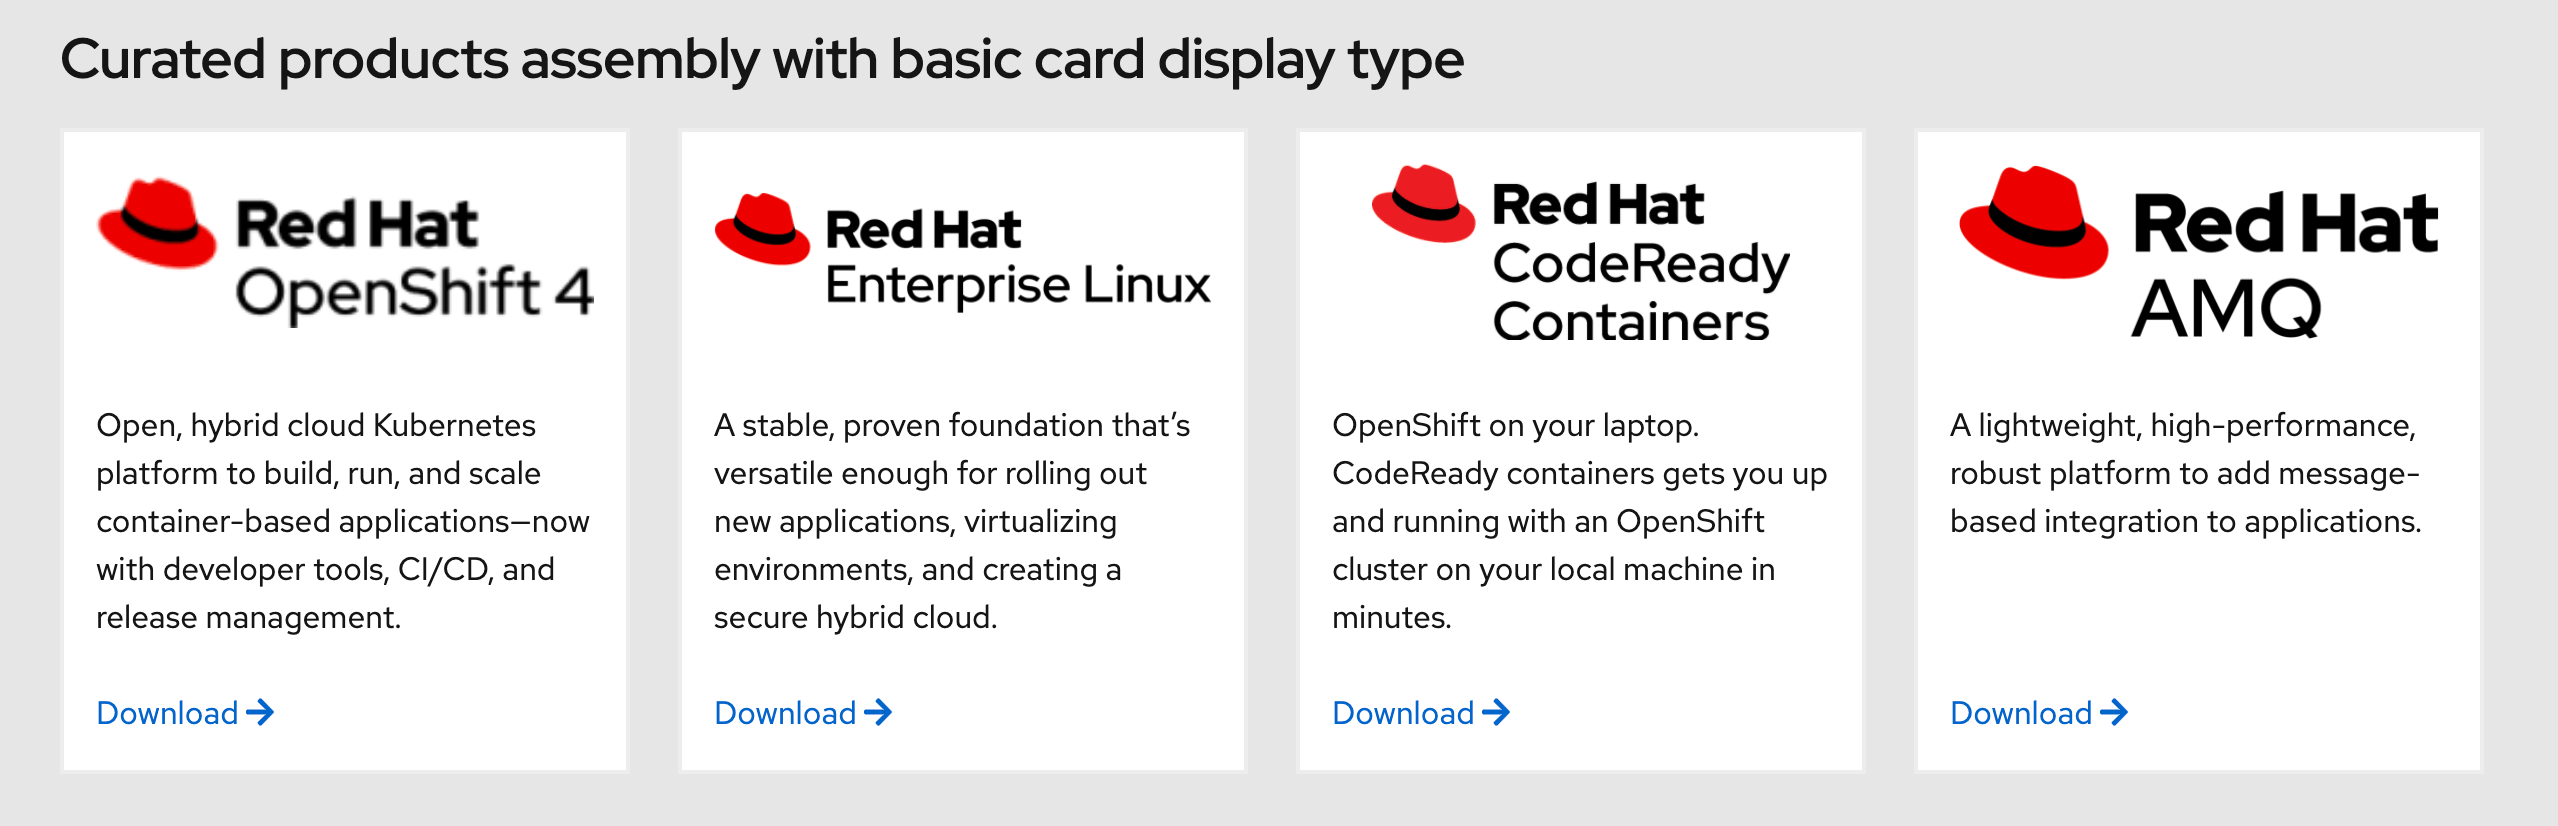 Curated products assembly with basic card display type
Red Hat
OpenShift 4
Open, hybrid cloud Kubernetes
platform to build, run, and scale
container-based applications—now
with developer tools, CI/CD, and
release management.
Download
Red Hat
Enterprise Linux
A stable, proven foundation that’s
versatile enough for rolling out
new applications, virtualizing
environments, and creating a
secure hybrid cloud.
Download
Red Hat
CodeReady
Containers
OpenShift on your laptop.
CodeReady containers gets you up
and running with an OpenShift
cluster on your local machine in
minutes.
Download
Red Hat
AMQ
A lightweight, high-performance,
robust platform to add message-
based integration to applications.
Download